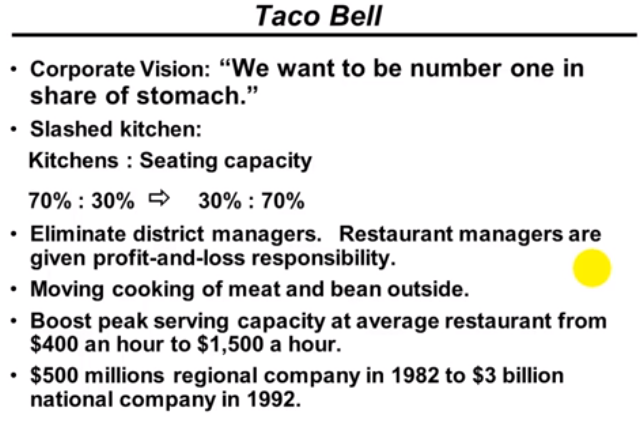 Taco Bell
• Corporate Vision: “We want to be number one in
share of stomach.”
• Slashed kitchen:
Kitchens : Seating capacity
70% : 30% ⇨ 30% : 70%
• Eliminate district managers. Restaurant managers are
given profit-and-loss responsibility.
• Moving cooking of meat and bean outside.
• Boost peak serving capacity at average restaurant from
$400 an hour to $1,500 a hour.
• $500 millions regional company in 1982 to $3 billion
national company in 1992.